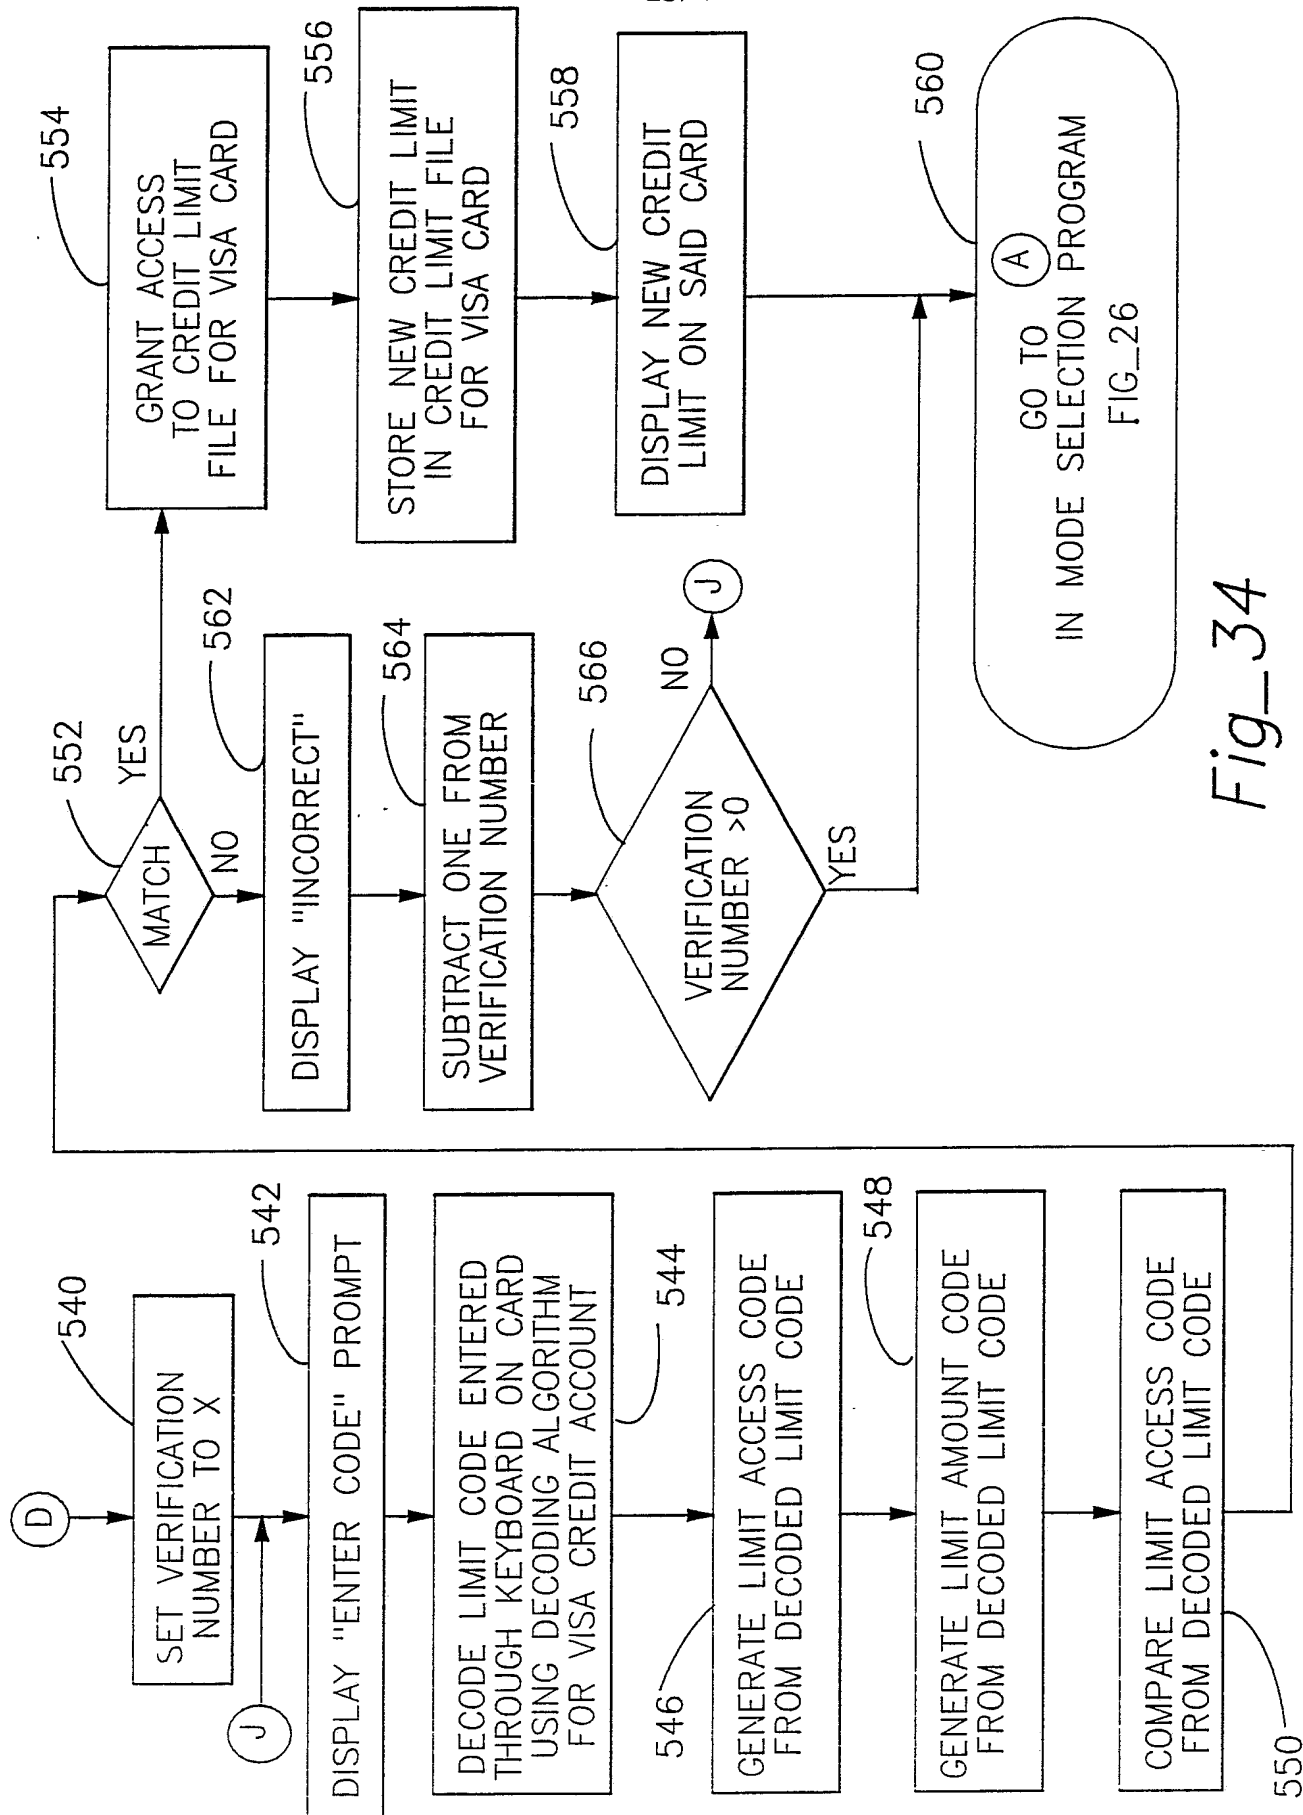 D
540
SET VERIFICATION
NUMBER TO X
J
542
DISPLAY "ENTER CODE" PROMPT
DECODE LIMIT CODE ENTERED
THROUGH KEYBOARD ON CARD
USING DECODING ALGORITHM
FOR VISA CREDIT ACCOUNT
544
546
GENERATE LIMIT ACCESS CODE
FROM DECODED LIMIT CODE
548
GENERATE LIMIT AMOUNT CODE
FROM DECODED LIMIT CODE
COMPARE LIMIT ACCESS CODE
FROM DECODED LIMIT CODE
550
552
MATCH
YES
NO
562
DISPLAY "INCORRECT"
564
SUBTRACT ONE FROM
VERIFICATION NUMBER
566
VERIFICATION
NUMBER >0
NO
J
YES
554
GRANT ACCESS
TO CREDIT LIMIT
FILE FOR VISA CARD
556
STORE NEW CREDIT LIMIT
IN CREDIT LIMIT FILE
FOR VISA CARD
558
DISPLAY NEW CREDIT
LIMIT ON SAID CARD
560
A
GO TO
IN MODE SELECTION PROGRAM
FIG_26
Fig_34